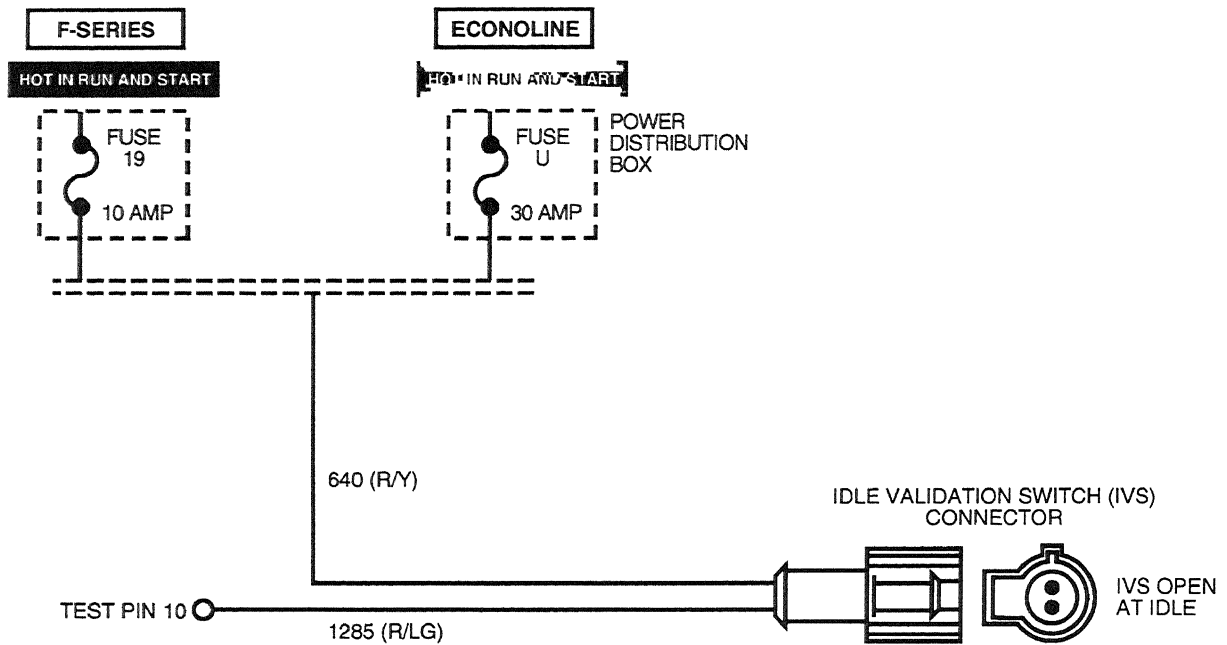 F-SERIES
ECONOLINE
HOT IN RUN AND START
HOT IN RUN AND START
FUSE
19
10 AMP
FUSE
U
30 AMP
POWER
DISTRIBUTION
BOX
640 (R/Y)
IDLE VALIDATION SWITCH (IVS)
CONNECTOR
IVS OPEN
AT IDLE
TEST PIN 10
1285 (R/LG)